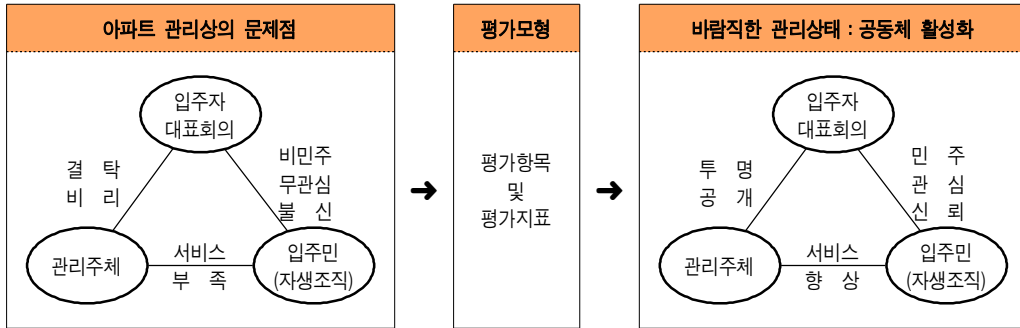 아파트 관리상의 문제점
입주자
대표회의
결 탁
비 리
비민주
무관심
불 신
관리주체
서비스
부 족
입주민
(자생조직)
평가모형
평가항목
및
평가지표
바람직한 관리상태 : 공동체 활성화
입주자
대표회의
투 명
공 개
민 주
관 심
신 뢰
관리주체
서비스
향 상
입주민
(자생조직)